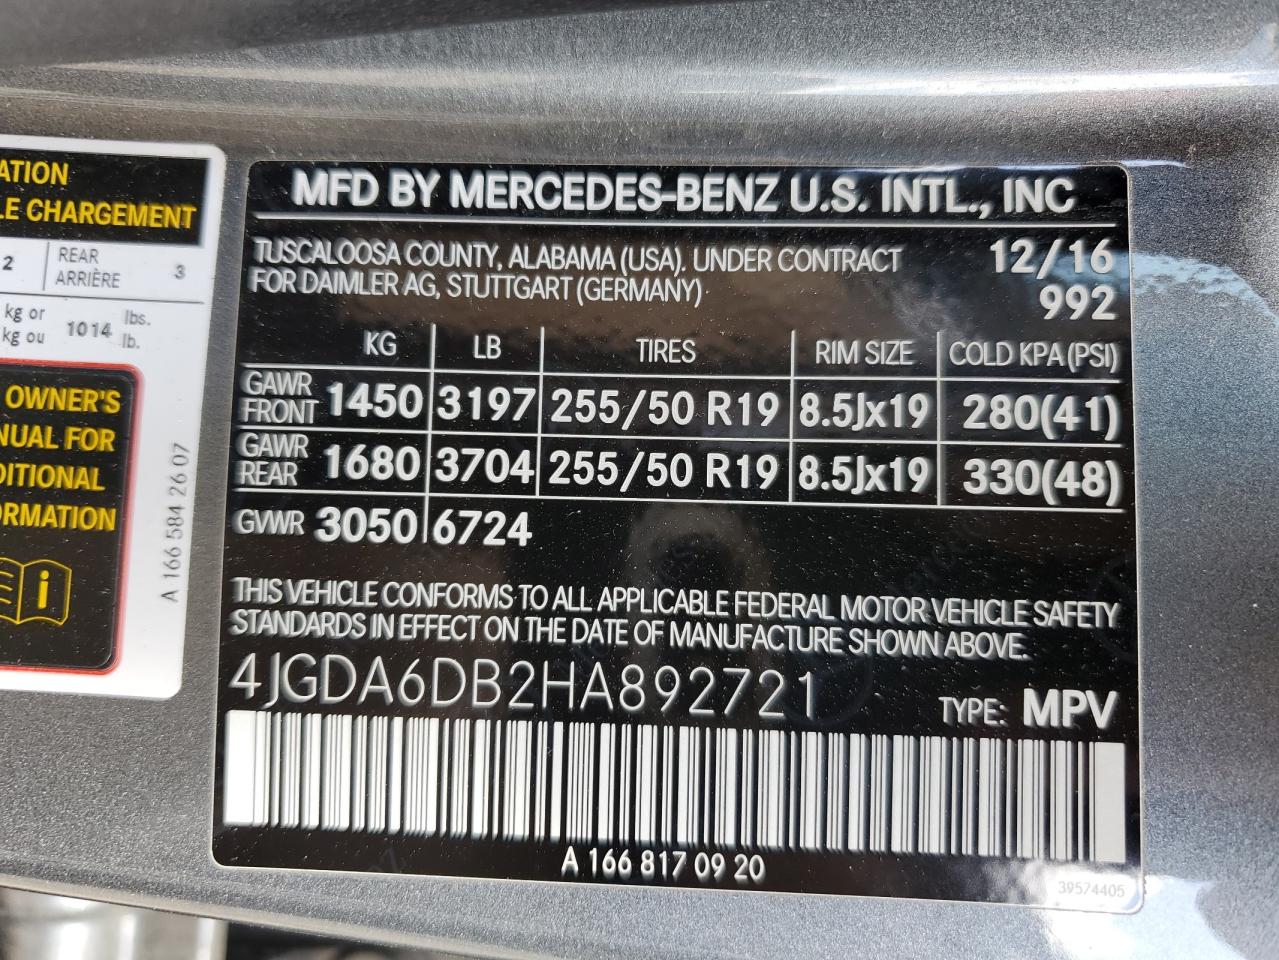 ATION
LE CHARGEMENT
2
REAR
ARRIÈRE
3
kg or
kg ou
1014
lbs.
lb.
OWNER'S
NUAL FOR
DITIONAL
ORMATION
A 166 584 26 07
MFD BY MERCEDES-BENZ U.S. INTL., INC
TUSCALOOSA COUNTY, ALABAMA (USA). UNDER CONTRACT
FOR DAIMLER AG, STUTTGART (GERMANY)
12/16
992
KG LB TIRES RIM SIZE COLD KPA (PSI)
GAWR FRONT 1450 3197 255/50 R19 8.5Jx19 280(41)
GAWR REAR 1680 3704 255/50 R19 8.5Jx19 330(48)
GVWR 3050 6724
THIS VEHICLE CONFORMS TO ALL APPLICABLE FEDERAL MOTOR VEHICLE SAFETY
STANDARDS IN EFFECT ON THE DATE OF MANUFACTURE SHOWN ABOVE.
4JGDA6DB2HA892721
TYPE: MPV
A 166 817 09 20
39574405